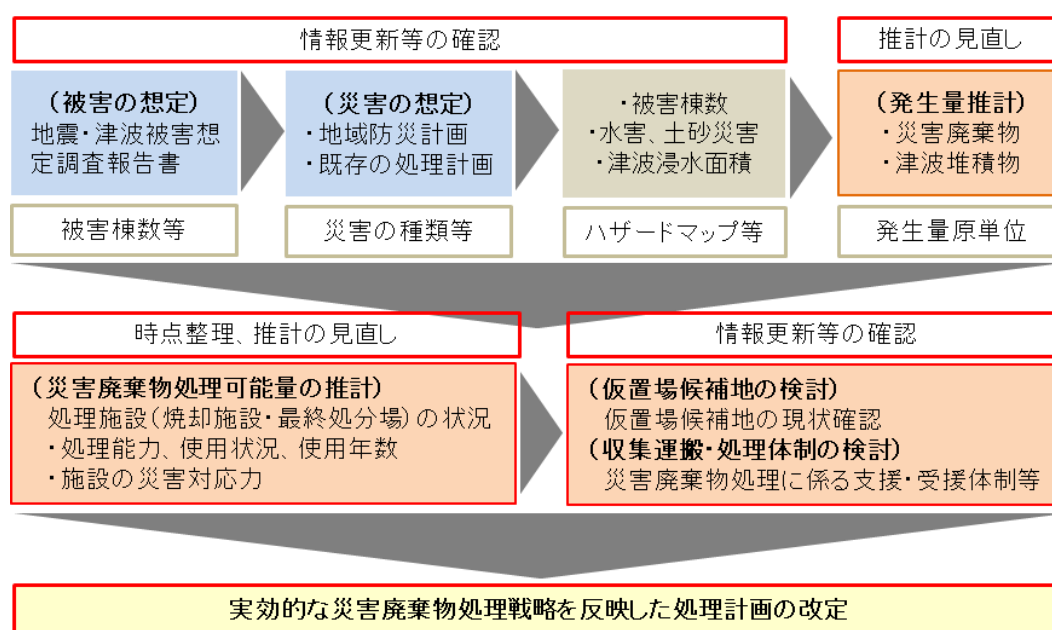 情報更新等の確認
推計の見直し
(被害の想定)
地震・津波被害想
定調査報告書
(災害の想定)
・地域防災計画
・既存の処理計画
・被害棟数
・水害、土砂災害
・津波浸水面積
(発生量推計)
・災害廃棄物
・津波堆積物
被害棟数等
災害の種類等
ハザードマップ等
発生量原単位
時点整理、推計の見直し
(災害廃棄物処理可能量の推計)
処理施設(焼却施設・最終処分場)の状況
・処理能力、使用状況、使用年数
・施設の災害対応力
情報更新等の確認
(仮置場候補地の検討)
仮置場候補地の現状確認
(収集運搬・処理体制の検討)
災害廃棄物処理に係る支援・受援体制等
実効的な災害廃棄物処理戦略を反映した処理計画の改定